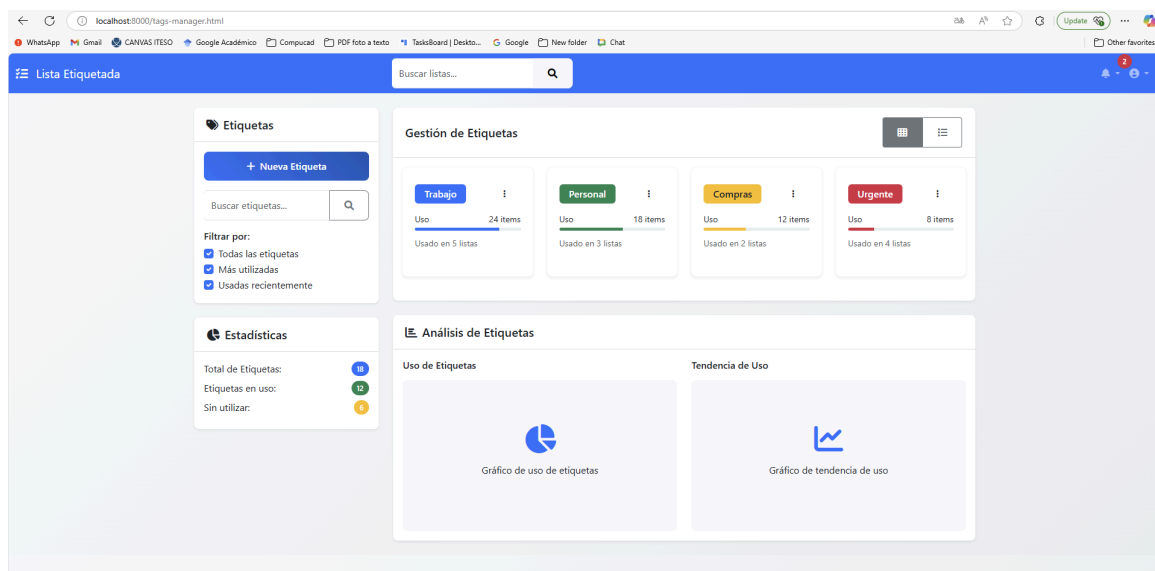 localhost:8000/tags-manager.html
Update
WhatsApp
Gmail
CANVAS ITESO
Google Académico
Compucad
PDF foto a texto
TasksBoard | Deskto...
Google
New folder
Chat
Other favorites
Lista Etiquetada
Buscar listas...
2
Etiquetas
+ Nueva Etiqueta
Buscar etiquetas...
Filtrar por:
Todas las etiquetas
Más utilizadas
Usadas recientemente
Estadísticas
Total de Etiquetas: 18
Etiquetas en uso: 12
Sin utilizar: 6
Gestión de Etiquetas
Trabajo
Uso 24 items
Usado en 5 listas
Personal
Uso 18 items
Usado en 3 listas
Compras
Uso 12 items
Usado en 2 listas
Urgente
Uso 8 items
Usado en 4 listas
Análisis de Etiquetas
Uso de Etiquetas
Gráfico de uso de etiquetas
Tendencia de Uso
Gráfico de tendencia de uso